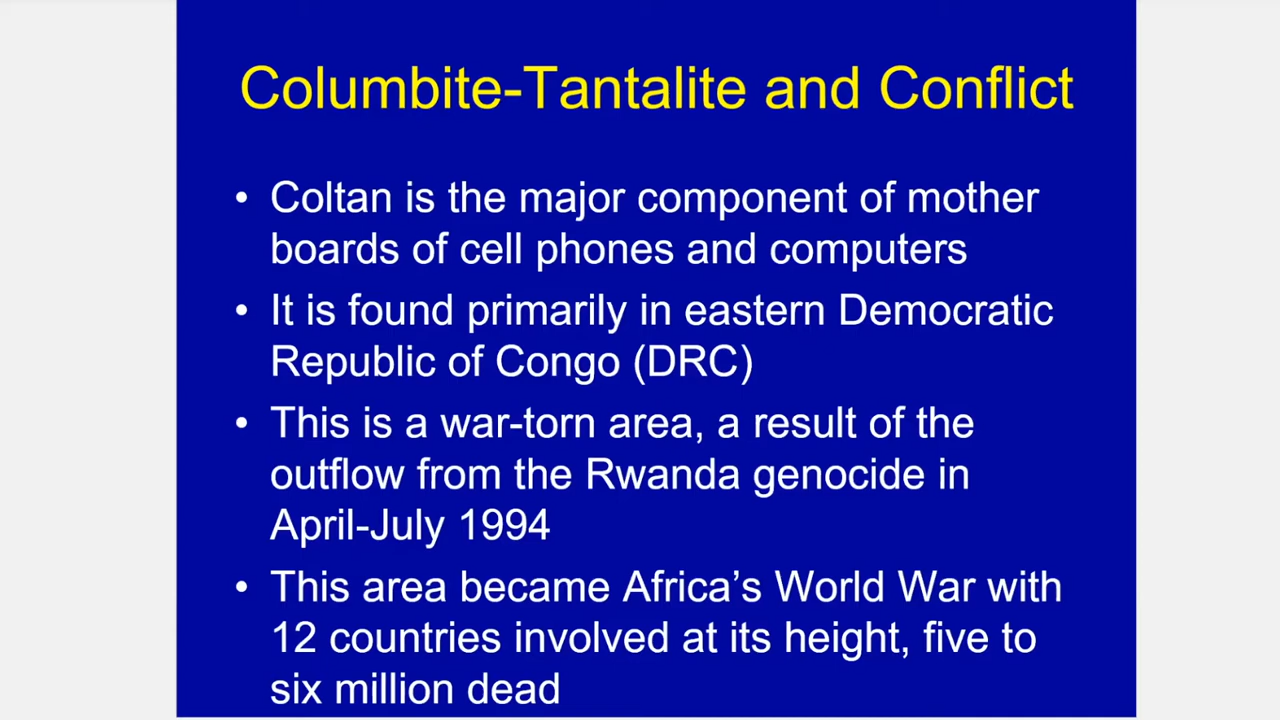 Columbite-Tantalite and Conflict
• Coltan is the major component of mother
boards of cell phones and computers
• It is found primarily in eastern Democratic
Republic of Congo (DRC)
• This is a war-torn area, a result of the
outflow from the Rwanda genocide in
April-July 1994
• This area became Africa’s World War with
12 countries involved at its height, five to
six million dead